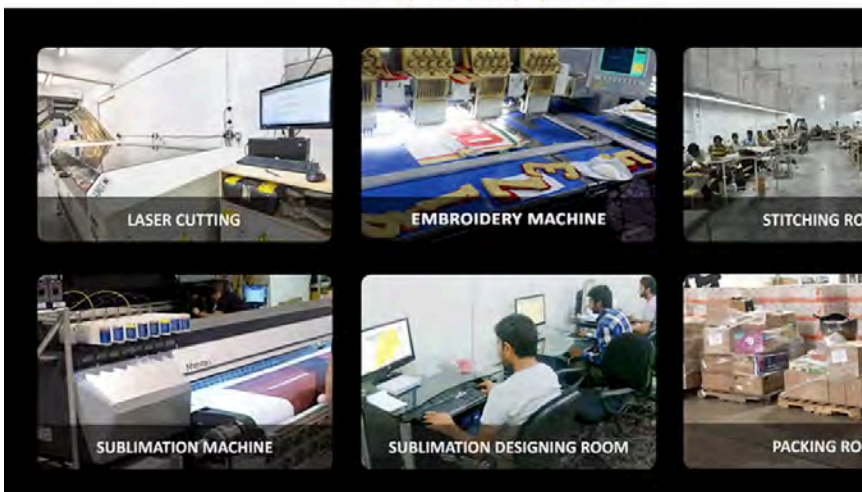 LASER CUTTING
EMBROIDERY MACHINE
STITCHING RO
SUBLIMATION MACHINE
SUBLIMATION DESIGNING ROOM
PACKING RO